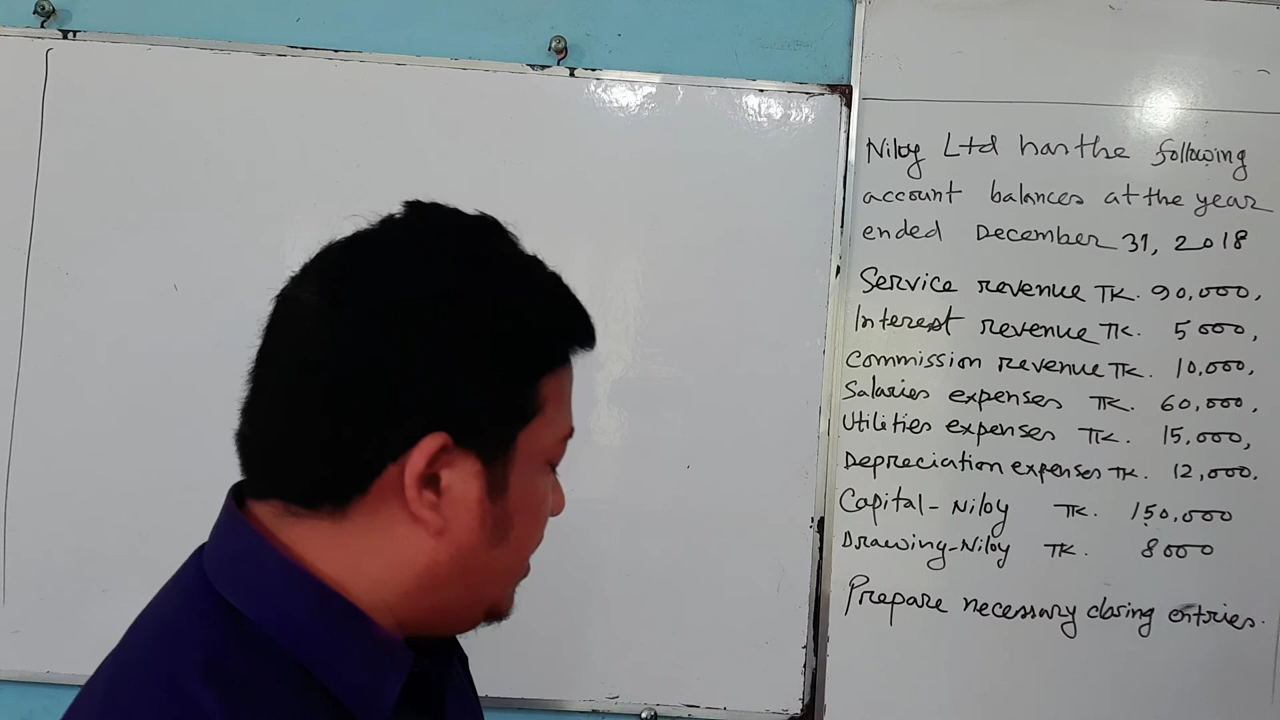 Niloy Ltd has the following
account balances at the year
ended December 31, 2018
Service revenue TK. 90,000,
Interest revenue TK. 5000,
Commission revenue TK. 10,000,
Salaries expenses TK. 60,000,
Utilities expenses TK. 15,000,
Depreciation expenses TK. 12,000.
Capital-Niloy TK. 150,000
Drawing-Niloy TK. 8000
Prepare necessary closing entries.